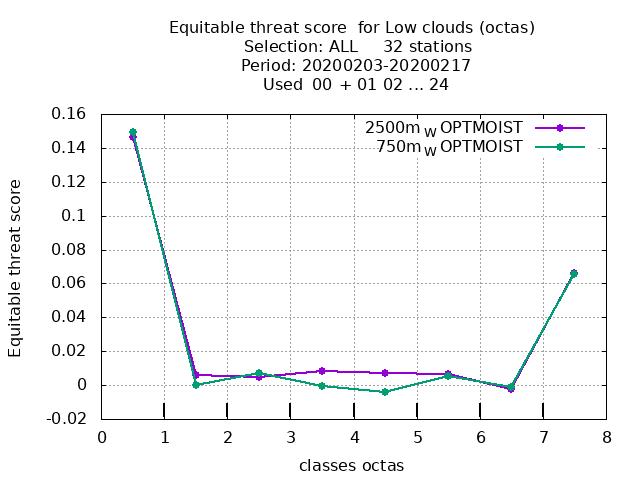 Equitable threat score for Low clouds (octas)
Selection: ALL 32 stations
Period: 20200203-20200217
Used 00 + 01 02 ... 24
2500m W OPTMOIST
750m W OPTMOIST
0.16
0.14
0.12
0.1
0.08
0.06
0.04
0.02
0
-0.02
Equitable threat score
0 1 2 3 4 5 6 7 8
classes octas